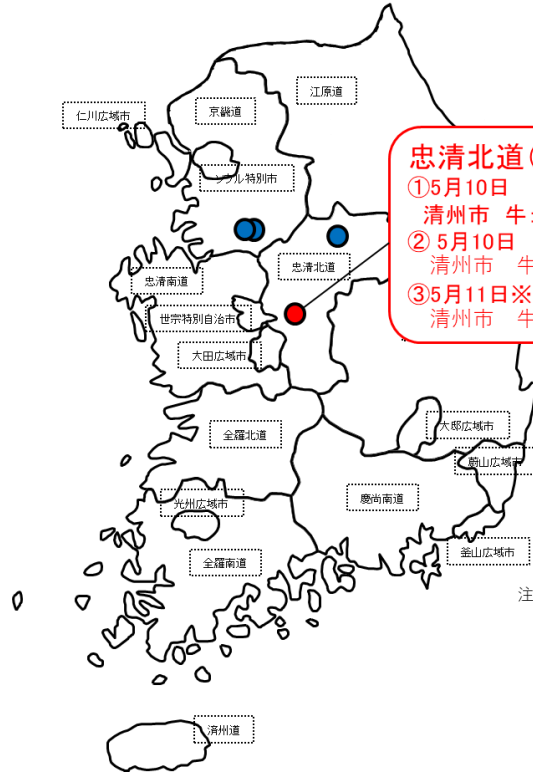 江原道
京畿道
仁川広域市
ソウル特別市
忠清北道(
①5月10日
清州市 牛
② 5月10日
清州市 牛
③5月11日※
清州市 牛
忠清北道
忠清南道
世宗特別自治市
大田広域市
全羅北道
大邸広域市
蔚山広域市
慶尚南道
光州広域市
釜山広域市
全羅南道
注
済州道